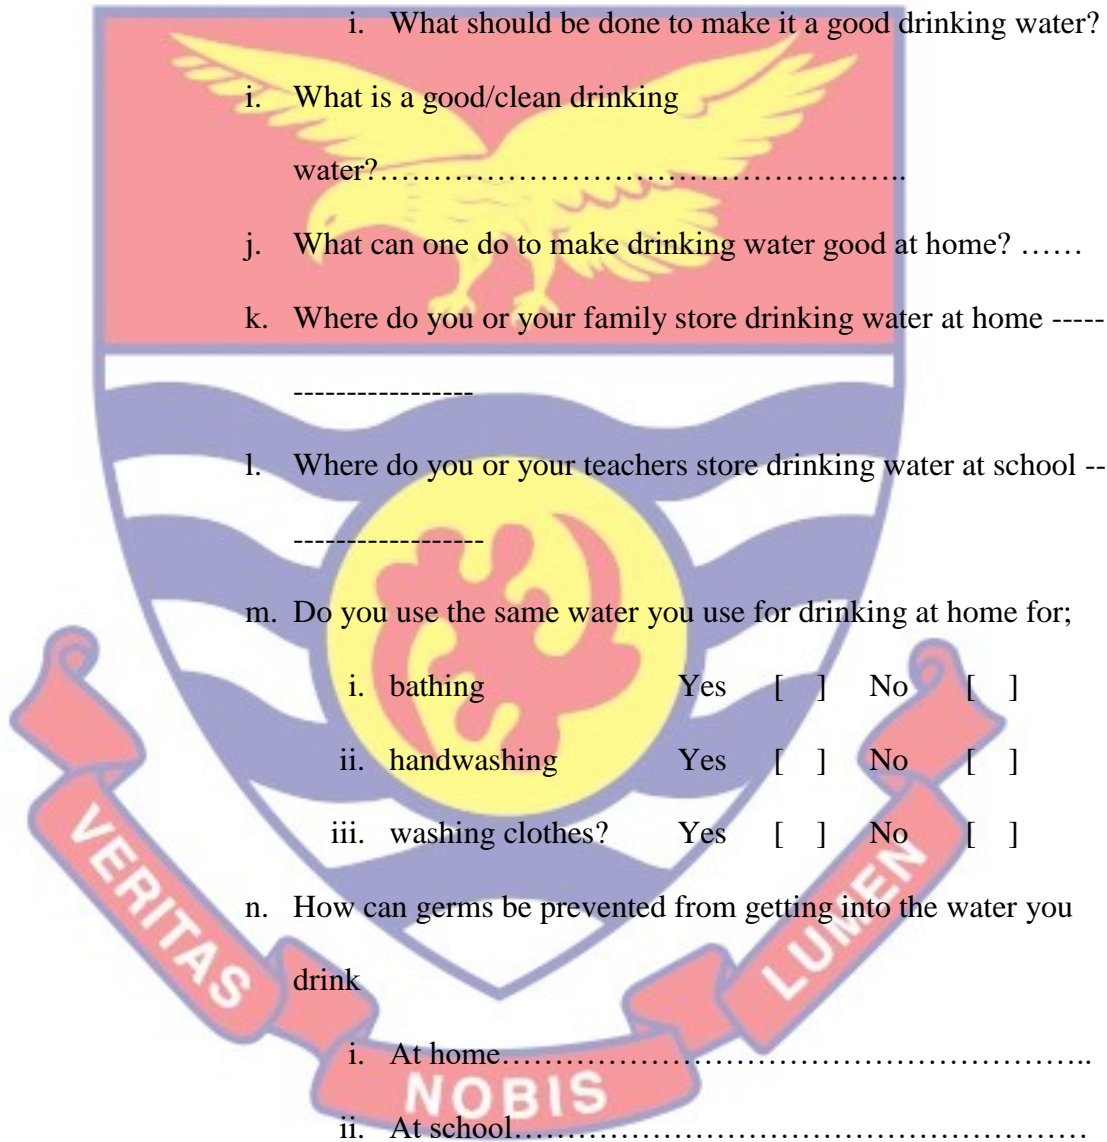 i. What should be done to make it a good drinking water?
i. What is a good/clean drinking
water?…………………………………………..
j. What can one do to make drinking water good at home? ……
k. Where do you or your family store drinking water at home -----
-----------------
l. Where do you or your teachers store drinking water at school --
------------------
m. Do you use the same water you use for drinking at home for;
i. bathing Yes [ ] No [ ]
ii. handwashing Yes [ ] No [ ]
iii. washing clothes? Yes [ ] No [ ]
n. How can germs be prevented from getting into the water you
drink
i. At home………………………………………………..
ii. At school………………………………………………
VERITAS
NOBIS
LUMEN